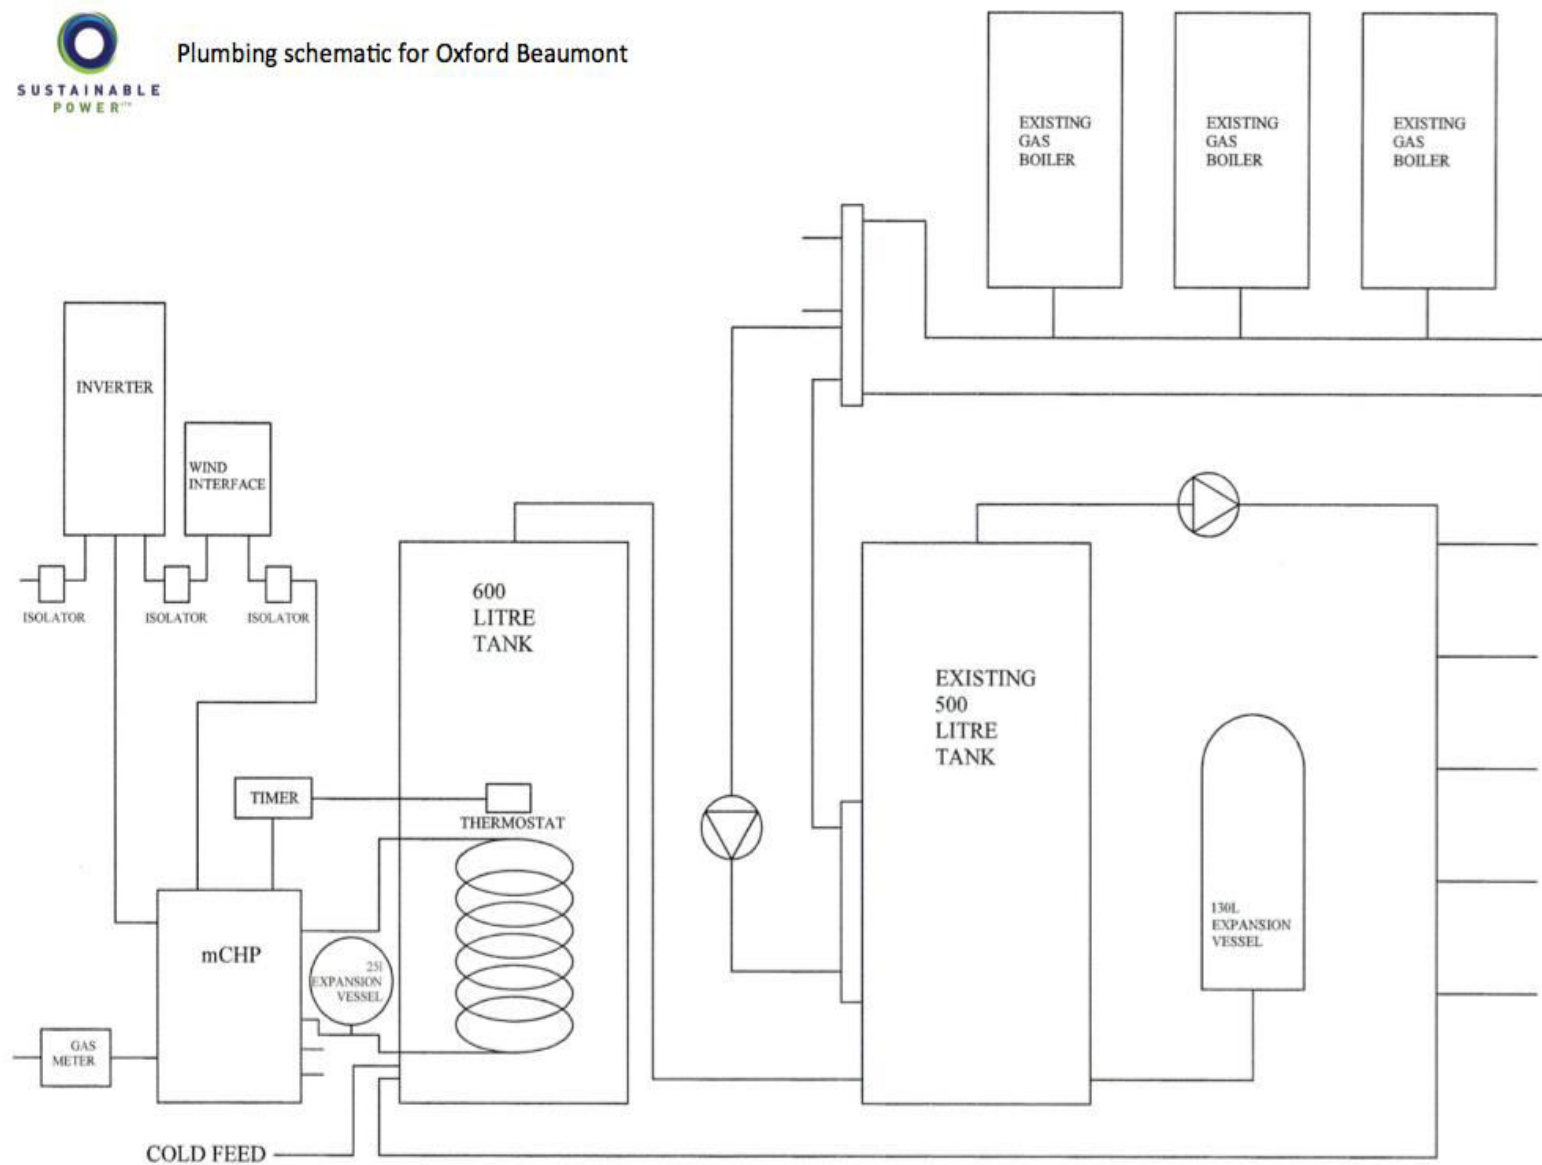 Plumbing schematic for Oxford Beaumont
SUSTAINABLE
POWER
EXISTING
GAS
BOILER
EXISTING
GAS
BOILER
EXISTING
GAS
BOILER
INVERTER
WIND
INTERFACE
ISOLATOR
ISOLATOR
ISOLATOR
600
LITRE
TANK
EXISTING
500
LITRE
TANK
TIMER
THERMOSTAT
mCHP
25l
EXPANSION
VESSEL
130L
EXPANSION
VESSEL
GAS
METER
COLD FEED